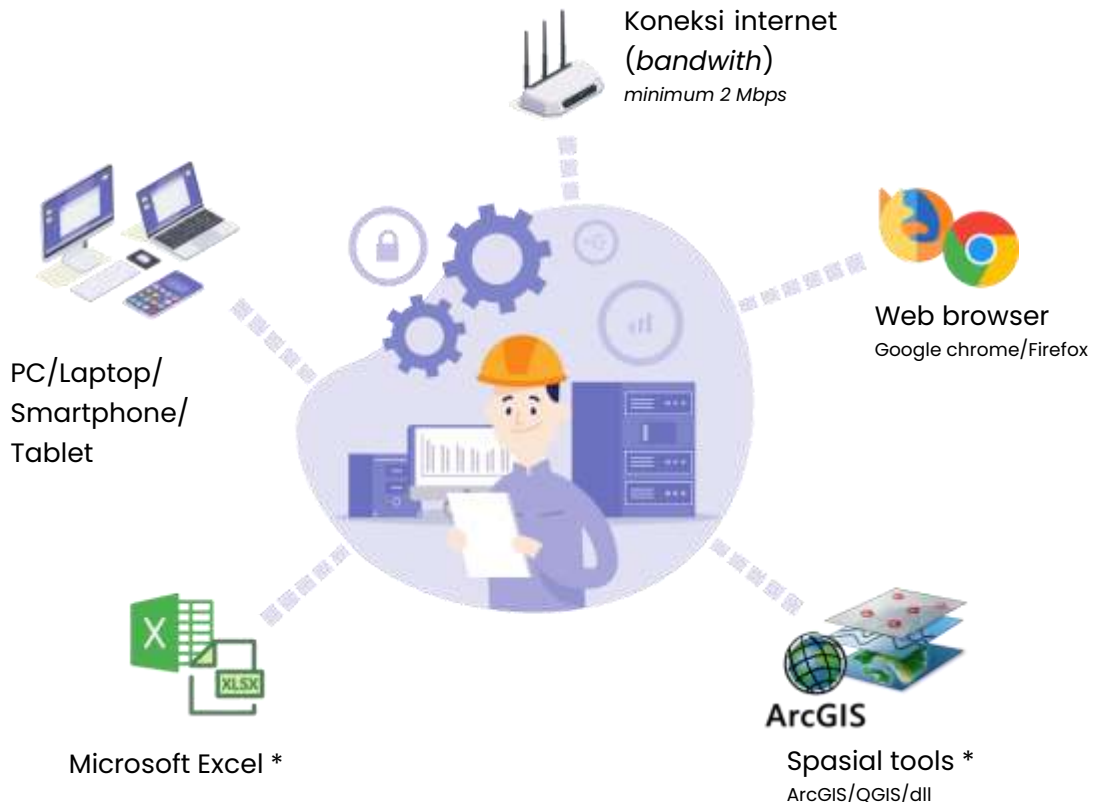 Koneksi internet
(bandwith)
minimum 2 Mbps
Web browser
Google chrome/Firefox
PC/Laptop/
Smartphone/
Tablet
X
XLSX
Microsoft Excel *
ArcGIS
Spasial tools *
ArcGIS/QGIS/dll